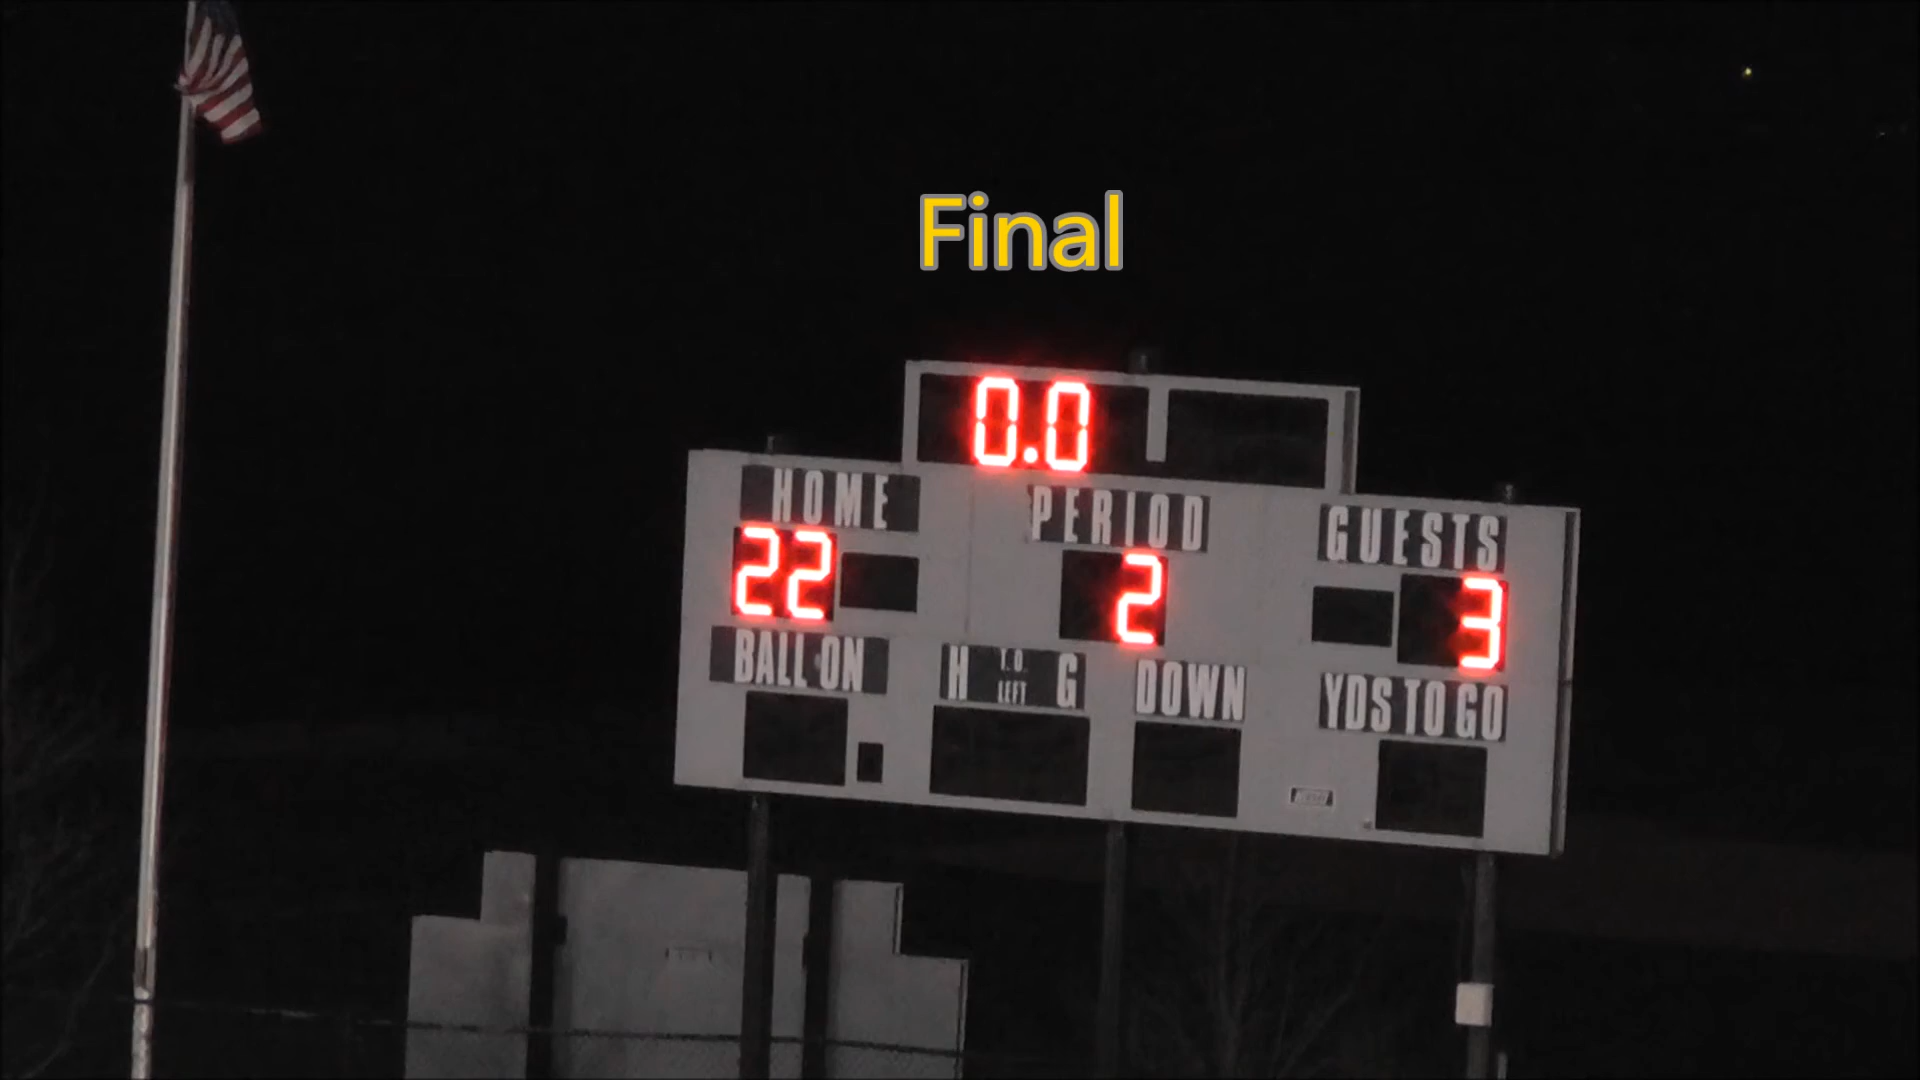 Final
0.0
HOME PERIOD GUESTS
22 2 3
BALL ON H T.O. LEFT G DOWN YDS TO GO